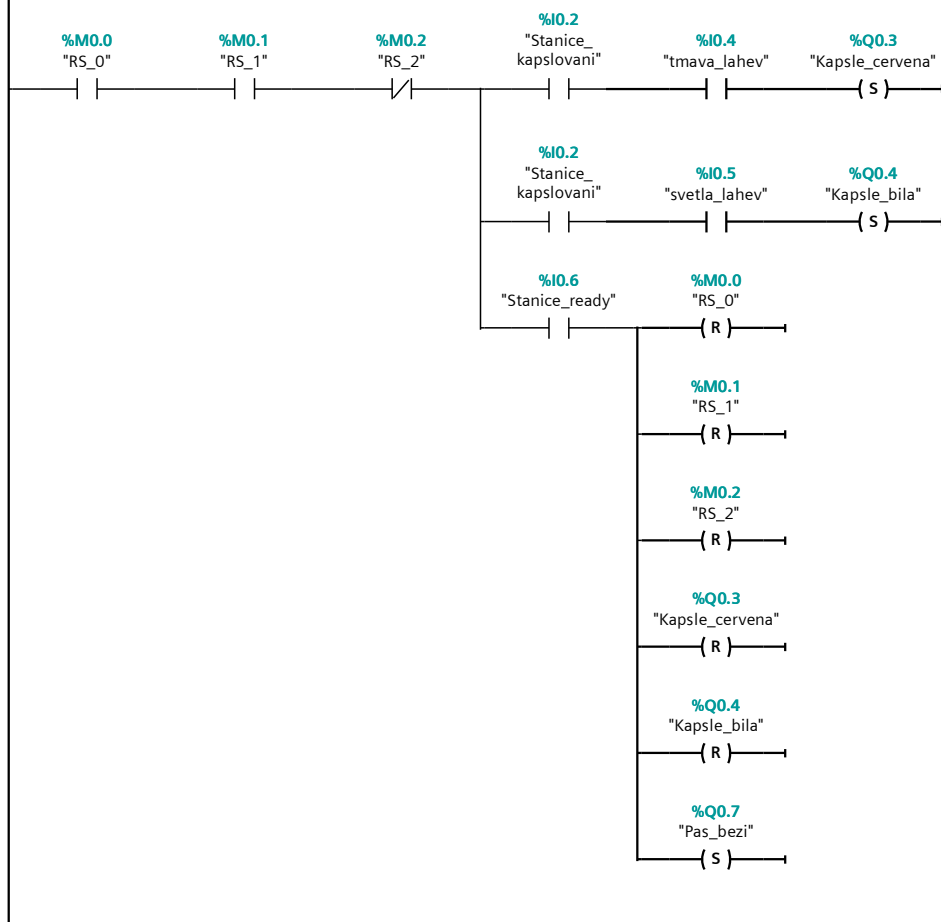 %I0.2
%M0.0 %M0.1 %M0.2 "Stanice_ %I0.4 %Q0.3
"RS_0" "RS_1" "RS_2" kapslovani" "tmava_lahev" "Kapsle_cervena"
S
%I0.2
"Stanice_ %I0.5 %Q0.4
kapslovani" "svetla_lahev" "Kapsle_bila"
S
%I0.6 %M0.0
"Stanice_ready" "RS_0"
R
%M0.1
"RS_1"
R
%M0.2
"RS_2"
R
%Q0.3
"Kapsle_cervena"
R
%Q0.4
"Kapsle_bila"
R
%Q0.7
"Pas_bezi"
S